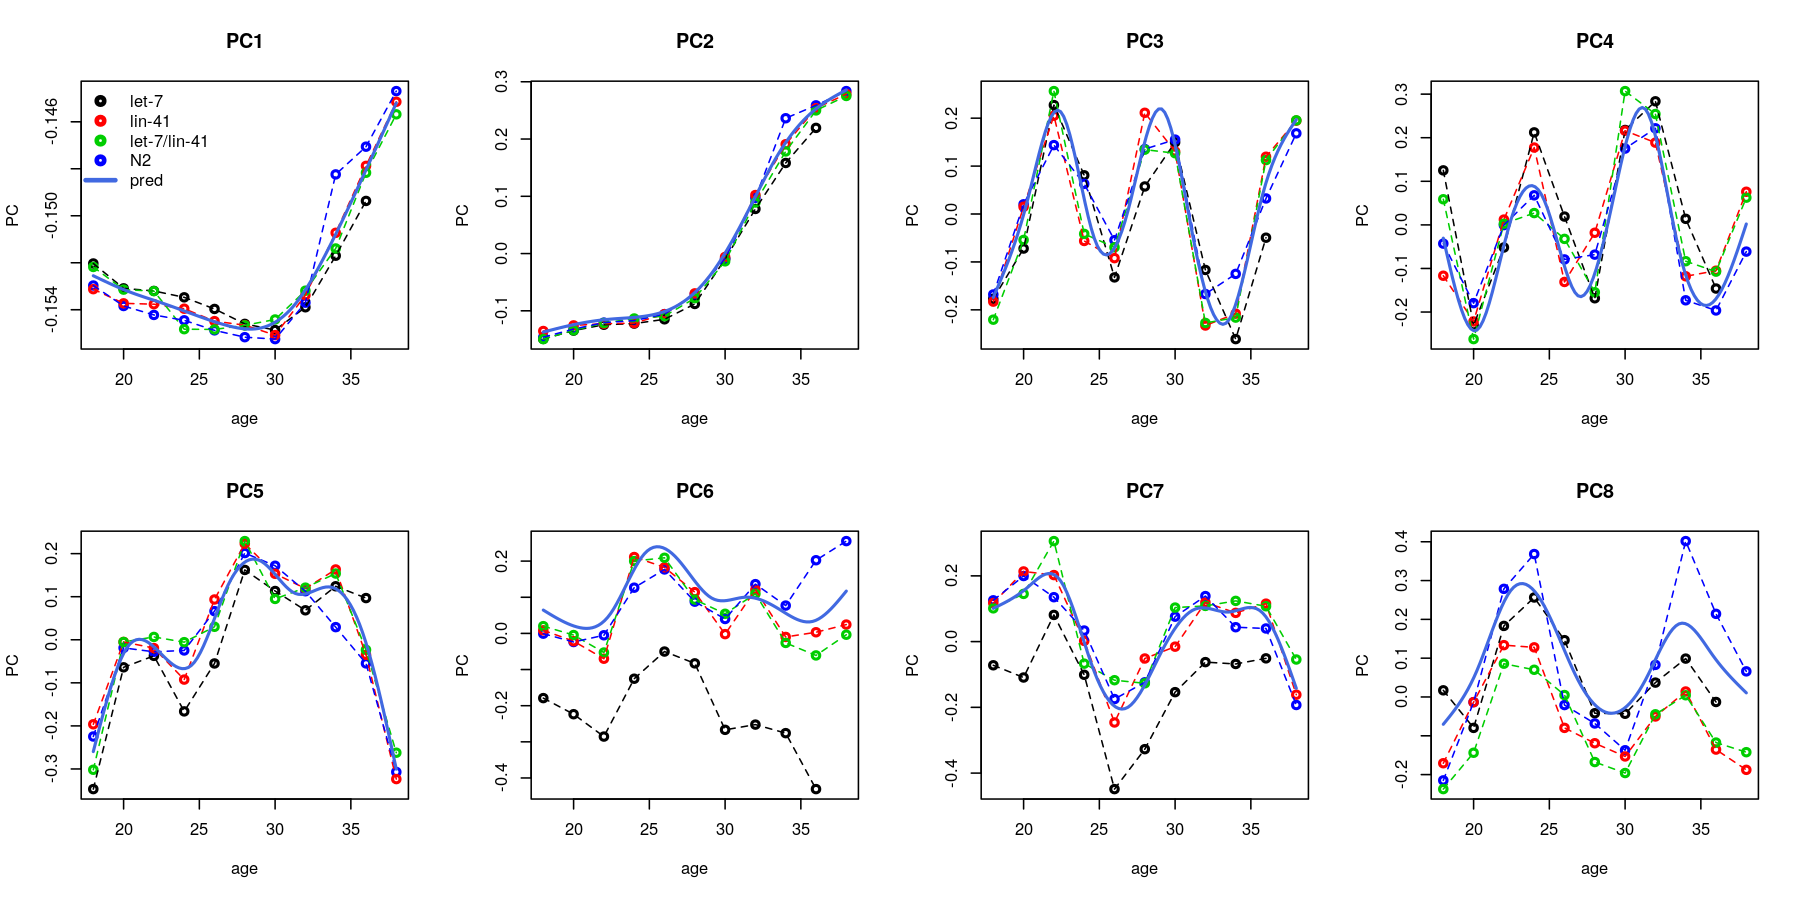 PC1
PC
-0.154
-0.150
-0.146
let-7
lin-41
let-7/lin-41
N2
pred
20 25 30 35
age
PC2
PC
-0.1 0.0 0.1 0.2 0.3
20 25 30 35
age
PC3
PC
-0.2 -0.1 0.0 0.1 0.2
20 25 30 35
age
PC4
PC
-0.2 -0.1 0.0 0.1 0.2 0.3
20 25 30 35
age
PC5
PC
-0.3 -0.2 -0.1 0.0 0.1 0.2
20 25 30 35
age
PC6
PC
-0.4 -0.2 0.0 0.2
20 25 30 35
age
PC7
PC
-0.4 -0.2 0.0 0.2
20 25 30 35
age
PC8
PC
-0.2 0.0 0.1 0.2 0.3 0.4
20 25 30 35
age